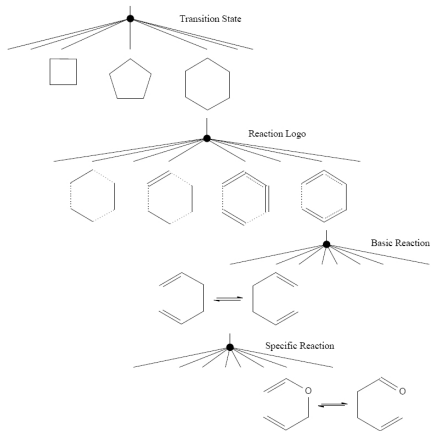 Transition State
Reaction Logo
Basic Reaction
Specific Reaction
O
O